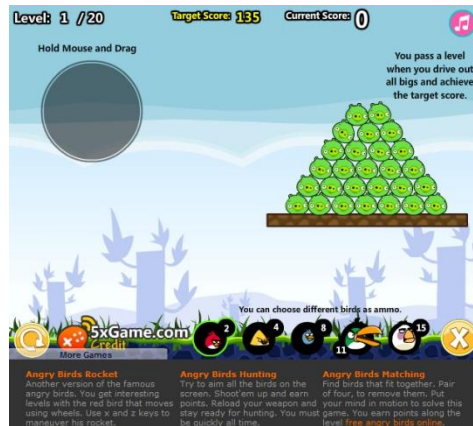 Level: 1 / 20
Target Score: 135
Current Score: 0
Hold Mouse and Drag
You pass a level
when you drive out
all bigs and achieve
the target score.
You can choose different birds as ammo.
2
4
8
11
15
5xGame.com
Credit
More Games
Angry Birds Rocket
Another version of the famous
angry birds. You get interesting
levels with the red bird that moves
using wheels. Use x and z keys to
maneuver his rocket.
Angry Birds Hunting
Try to aim all the birds on the
screen. Shoot'em up and earn
points. Reload your weapon and
stay ready for hunting. You must
be quickly all time.
Angry Birds Matching
Find birds that fit together. Pair
of four, to remove them. Put
your mind in motion to solve this
game. You earn points along the
level free angry birds online.